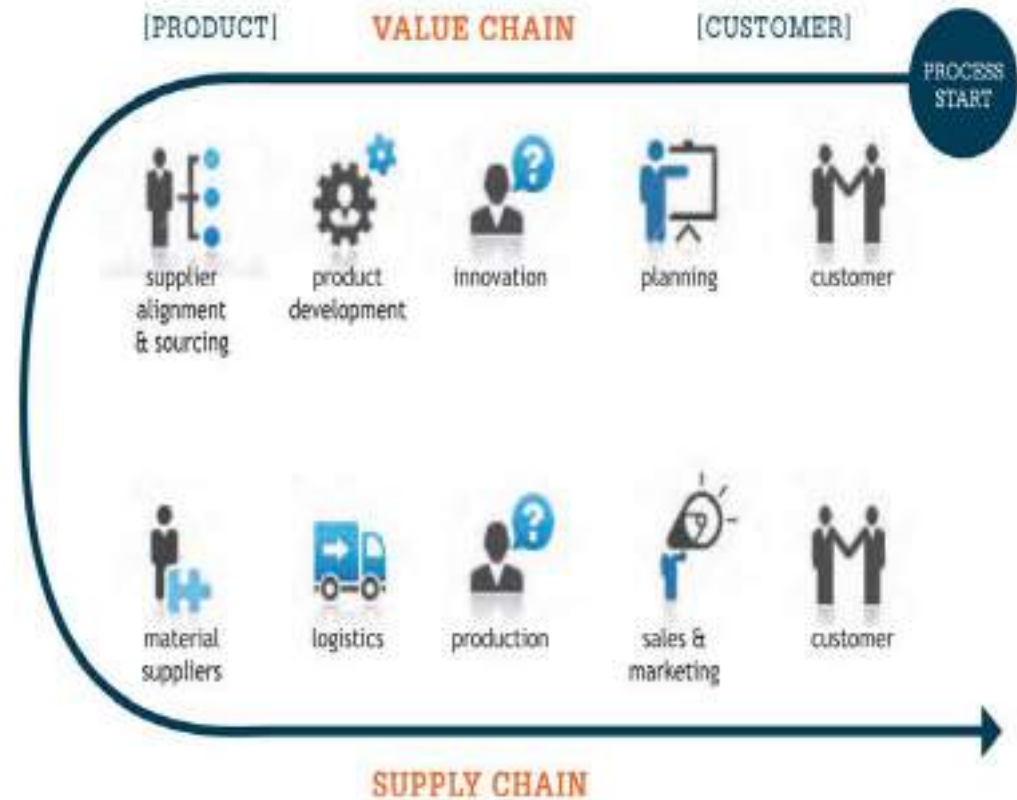 [PRODUCT]
VALUE CHAIN
[CUSTOMER]
PROCESS
START
supplier
alignment
& sourcing
product
development
innovation
planning
customer
material
suppliers
logistics
production
sales &
marketing
customer
SUPPLY CHAIN